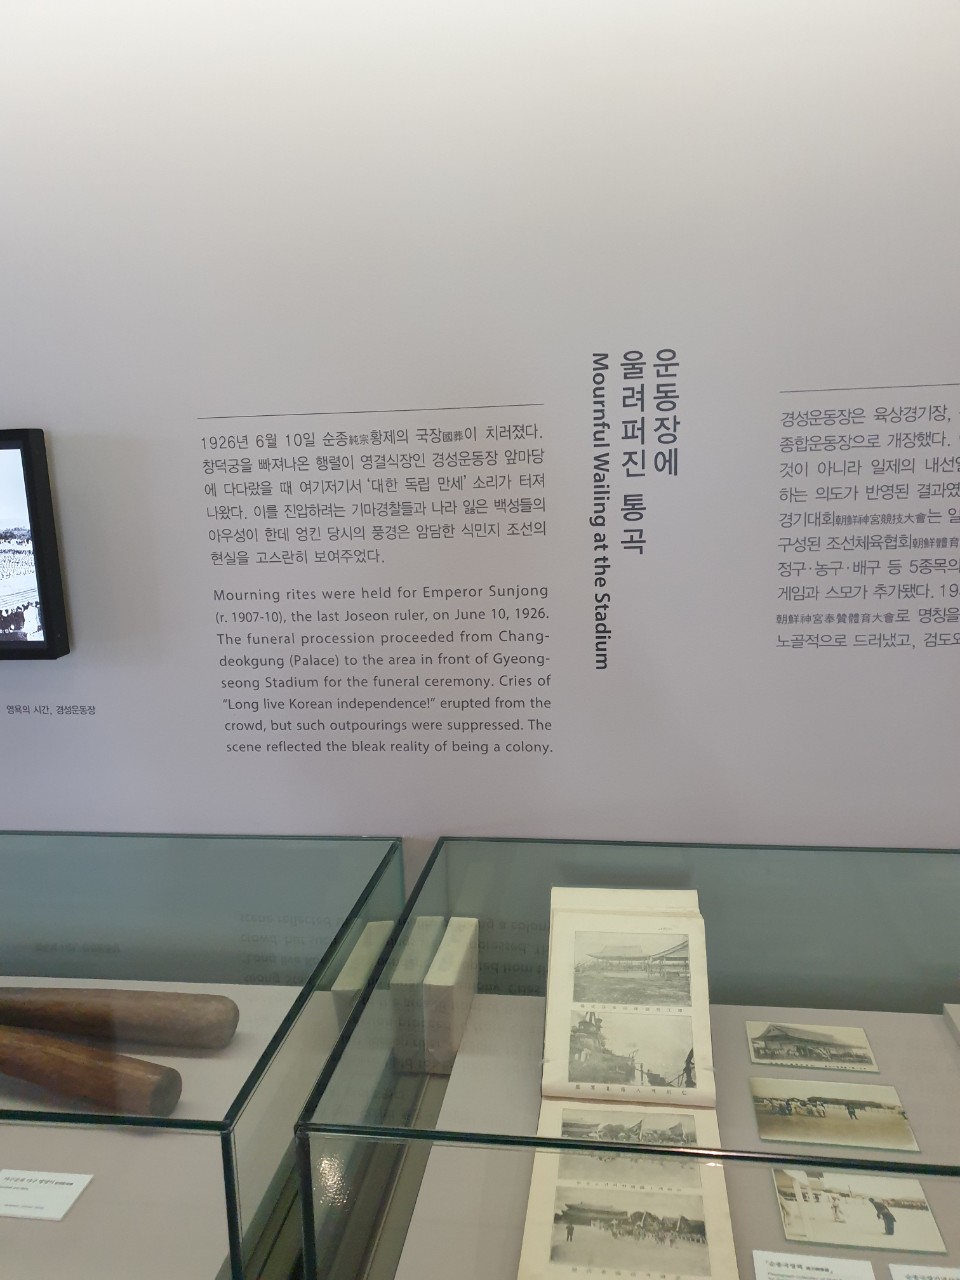 운동장에
울려퍼진 통곡
Mournful Wailing at the Stadium
1926년 6월 10일 순종純宗황제의 국장國葬이 치러졌다.
창덕궁을 빠져나온 행렬이 영결식장인 경성운동장 앞마당
에 다다랐을 때 여기저기서 ‘대한 독립 만세’ 소리가 터져
나왔다. 이를 진압하려는 기마경찰들과 나라 잃은 백성들의
아우성이 한데 엉킨 당시의 풍경은 암담한 식민지 조선의
현실을 고스란히 보여주었다.
Mourning rites were held for Emperor Sunjong
(r. 1907-10), the last Joseon ruler, on June 10, 1926.
The funeral procession proceeded from Chang-
deokgung (Palace) to the area in front of Gyeong-
seong Stadium for the funeral ceremony. Cries of
“Long live Korean independence!” erupted from the
crowd, but such outpourings were suppressed. The
scene reflected the bleak reality of being a colony.
경성운동장은 육상경기장,
종합운동장으로 개장했다.
것이 아니라 일제의 내선일
하는 의도가 반영된 결과였
경기대회朝鮮神宮競技大會는 일
구성된 조선체육협회朝鮮體育
정구·농구·배구 등 5종목의
게임과 스모가 추가됐다. 19
朝鮮神宮奉贊體育大會로 명칭을
노골적으로 드러냈고, 검도와
영욕의 시간, 경성운동장